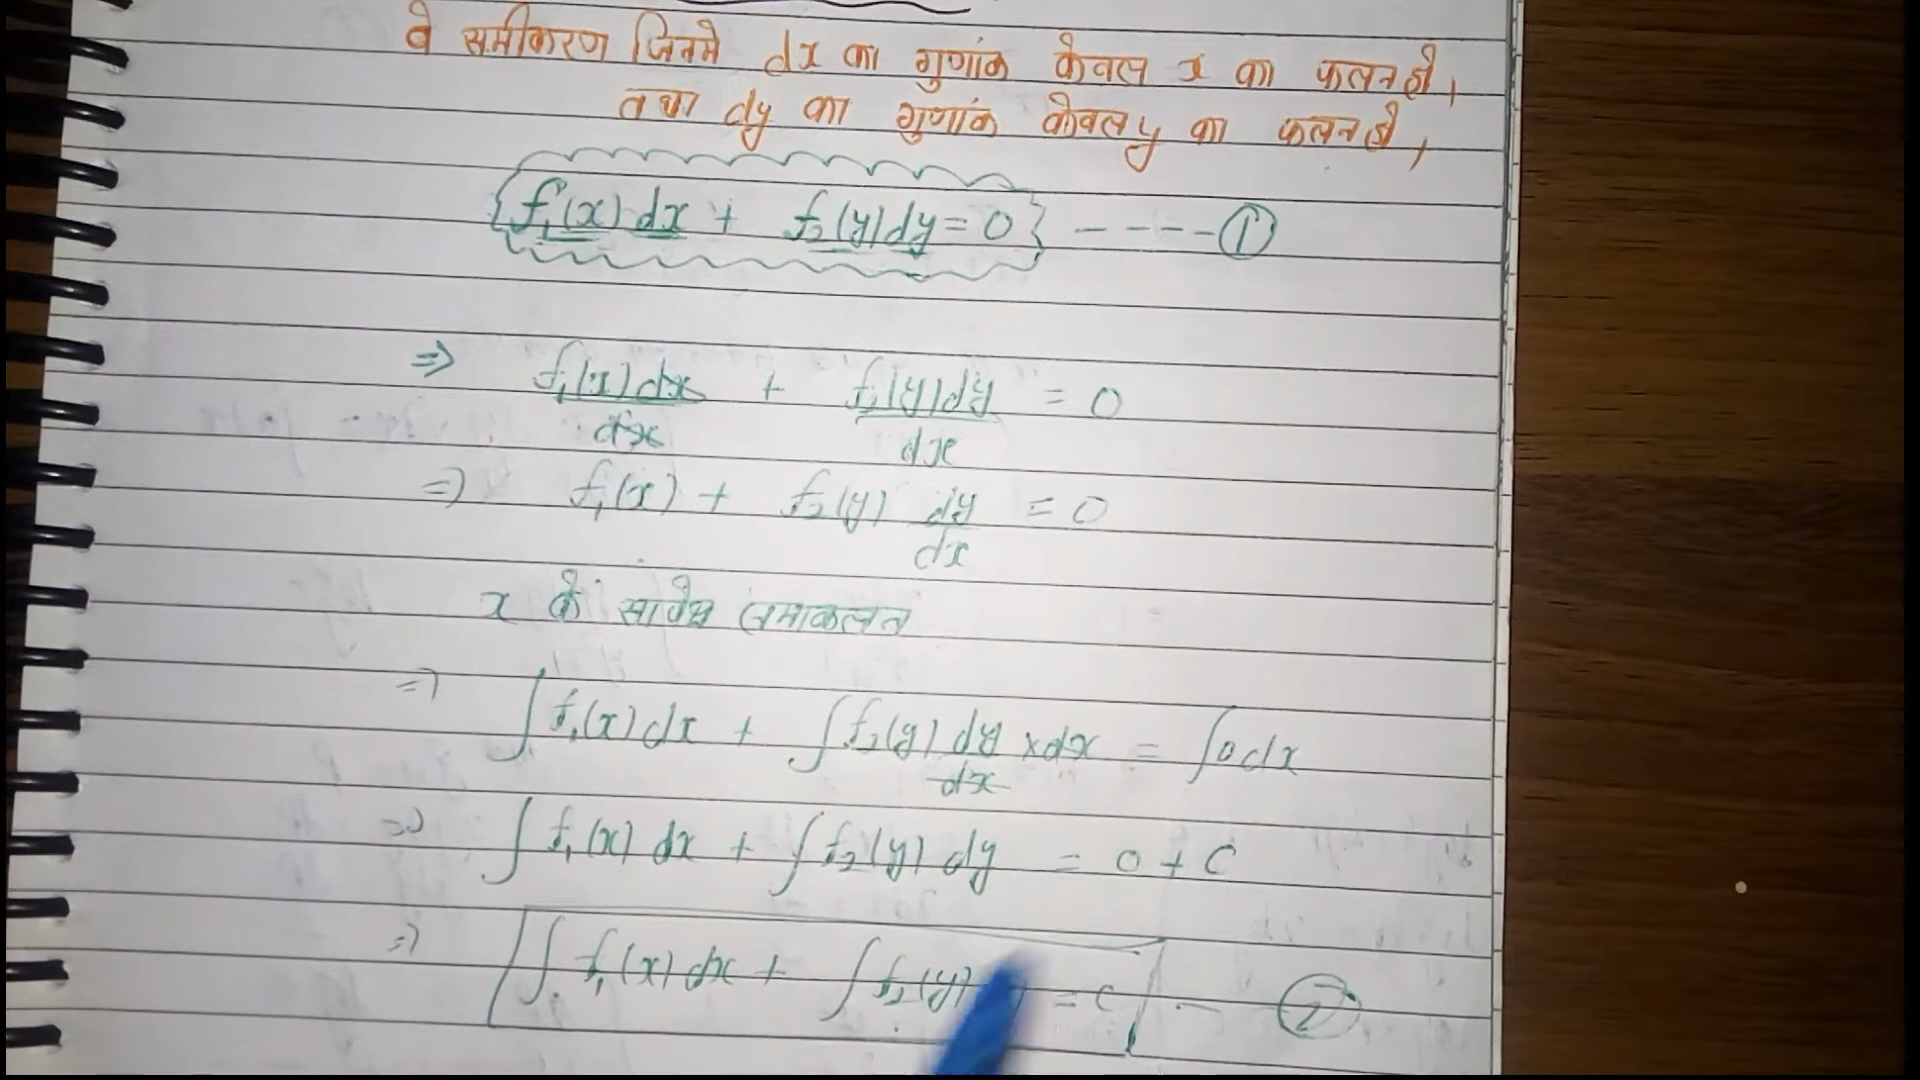 वे समीकरण जिनमे dx का गुणांक केवल x का फलन हो,
तथा dy का गुणांक केवल y का फलन हो,
{f₁(x) dx + f₂(y)dy = 0} ----①
⇒ f₁(x) dx/dx + f₂(y)dy/dx = 0
⇒ f₁(x) + f₂(y) dy/dx = 0
x के सापेक्ष समाकलन
⇒ ∫f₁(x)dx + ∫f₂(y) dy/dx × dx = ∫0dx
⇒ ∫f₁(x) dx + ∫f₂(y) dy = 0 + C
⇒ ∫f₁(x) dx + ∫f₂(y) = C - ②